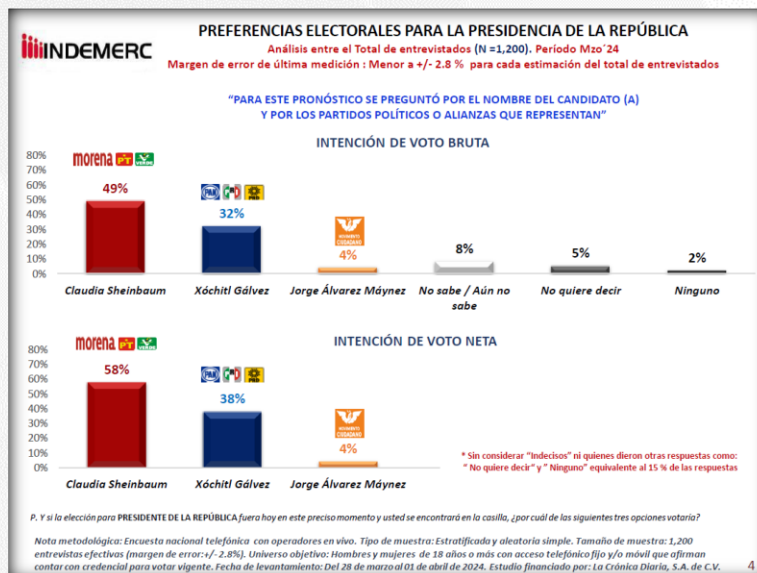 INDEMERC
PREFERENCIAS ELECTORALES PARA LA PRESIDENCIA DE LA REPÚBLICA
Análisis entre el Total de entrevistados (N =1,200). Período Mzo´24
Margen de error de última medición : Menor a +/- 2.8 % para cada estimación del total de entrevistados
"PARA ESTE PRONÓSTICO SE PREGUNTÓ POR EL NOMBRE DEL CANDIDATO (A)
Y POR LOS PARTIDOS POLÍTICOS O ALIANZAS QUE REPRESENTAN"
INTENCIÓN DE VOTO BRUTA
80%
70%
60%
50%
40%
30%
20%
10%
0%
morena PT VERDE
49%
PAN PRI PRD
32%
MOVIMIENTO
CIUDADANO
4%
8%
5%
2%
Claudia Sheinbaum
Xóchitl Gálvez
Jorge Álvarez Máynez
No sabe / Aún no
sabe
No quiere decir
Ninguno
INTENCIÓN DE VOTO NETA
80%
70%
60%
50%
40%
30%
20%
10%
0%
morena PT VERDE
58%
PAN PRI PRD
38%
MOVIMIENTO
CIUDADANO
4%
Claudia Sheinbaum
Xóchitl Gálvez
Jorge Álvarez Máynez
* Sin considerar "Indecisos" ni quienes dieron otras respuestas como:
" No quiere decir" y " Ninguno" equivalente al 15 % de las respuestas
P. Y si la elección para PRESIDENTE DE LA REPÚBLICA fuera hoy en este preciso momento y usted se encontrará en la casilla, ¿por cuál de las siguientes tres opciones votaría?
Nota metodológica: Encuesta nacional telefónica con operadores en vivo. Tipo de muestra: Estratificada y aleatoria simple. Tamaño de muestra: 1,200
entrevistas efectivas (margen de error:+/-2.8%). Universo objetivo: Hombres y mujeres de 18 años o más con acceso telefónico fijo y/o móvil que afirman
contar con credencial para votar vigente. Fecha de levantamiento: Del 28 de marzo al 01 de abril de 2024. Estudio financiado por: La Crónica Diaria, S.A. de C.V.
4